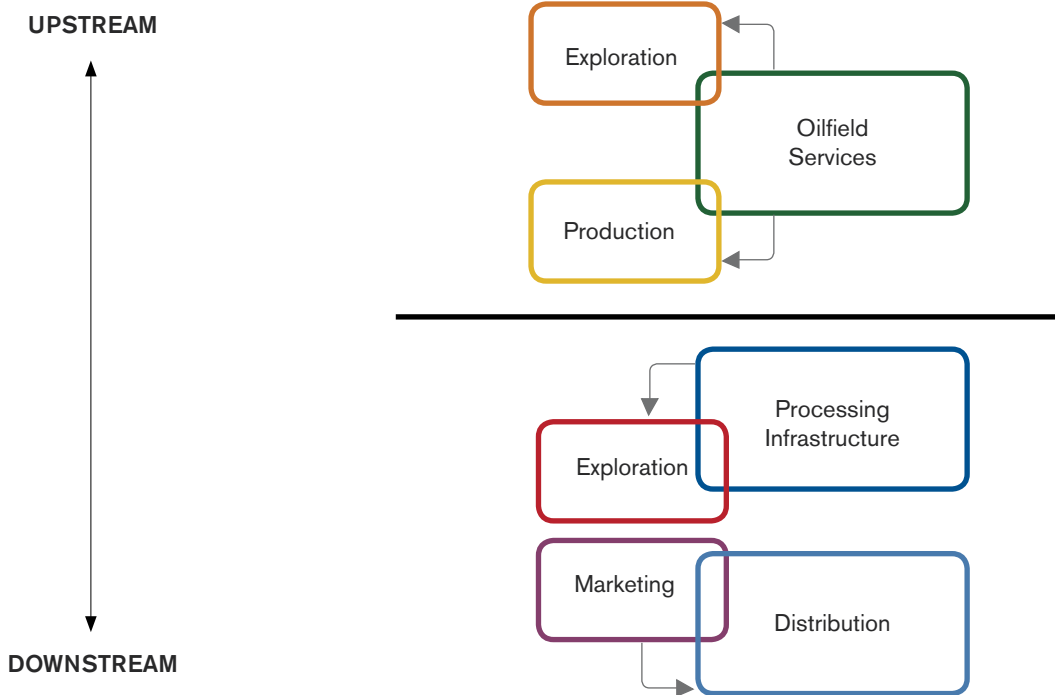 UPSTREAM
Exploration
Oilfield
Services
Production
Processing
Infrastructure
Exploration
Marketing
Distribution
DOWNSTREAM